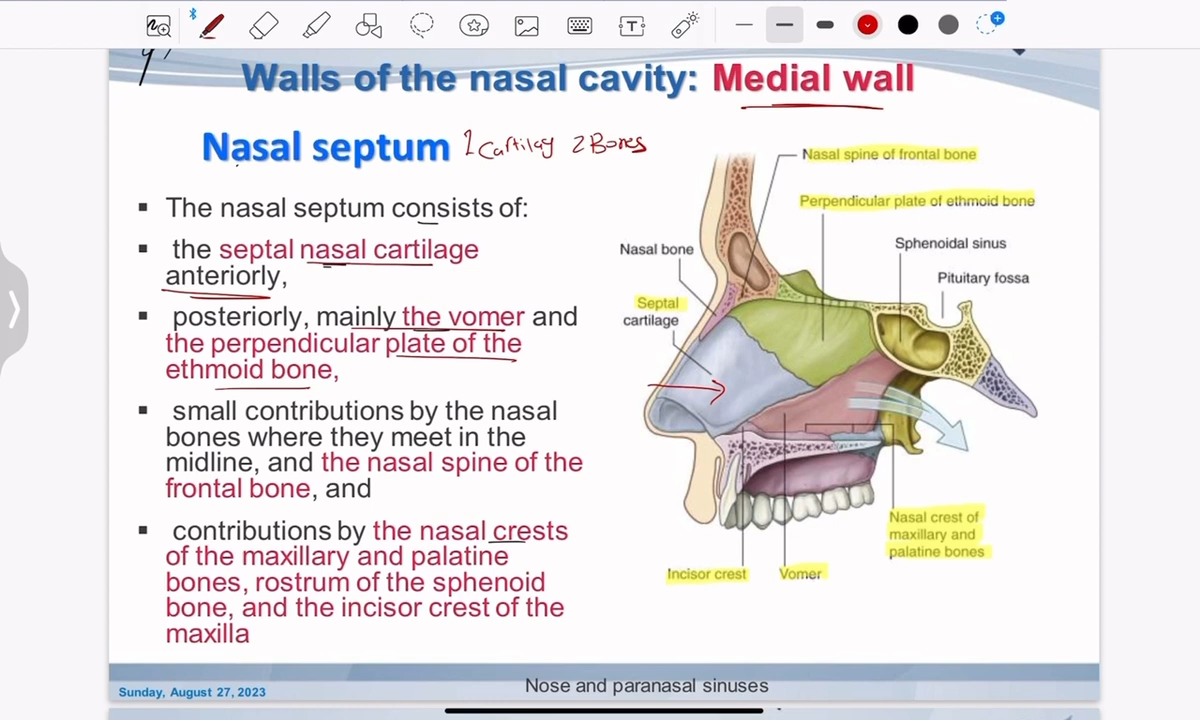 Walls of the nasal cavity: Medial wall
Nasal septum 1 Cartilag 2 Bones
▪ The nasal septum consists of:
▪ the septal nasal cartilage
anteriorly,
▪ posteriorly, mainly the vomer and
the perpendicular plate of the
ethmoid bone,
▪ small contributions by the nasal
bones where they meet in the
midline, and the nasal spine of the
frontal bone, and
▪ contributions by the nasal crests
of the maxillary and palatine
bones, rostrum of the sphenoid
bone, and the incisor crest of the
maxilla
Nasal spine of frontal bone
Perpendicular plate of ethmoid bone
Nasal bone
Sphenoidal sinus
Pituitary fossa
Septal
cartilage
Nasal crest of
maxillary and
palatine bones
Incisor crest
Vomer
Sunday, August 27, 2023
Nose and paranasal sinuses